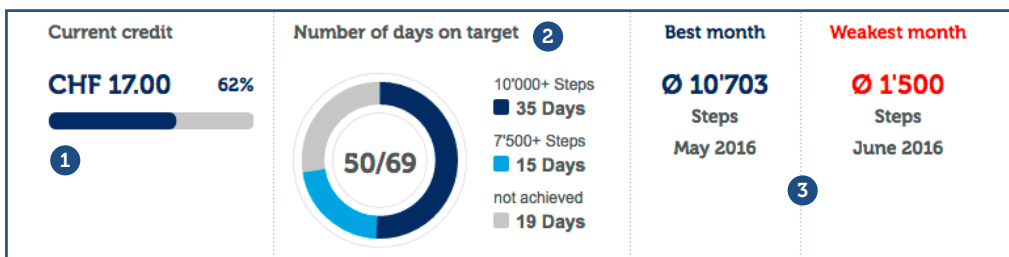 Current credit
CHF 17.00 62%
1
Number of days on target 2
50/69
10'000+ Steps
35 Days
7'500+ Steps
15 Days
not achieved
19 Days
Best month
Ø 10'703
Steps
May 2016
Weakest month
Ø 1'500
Steps
June 2016
3